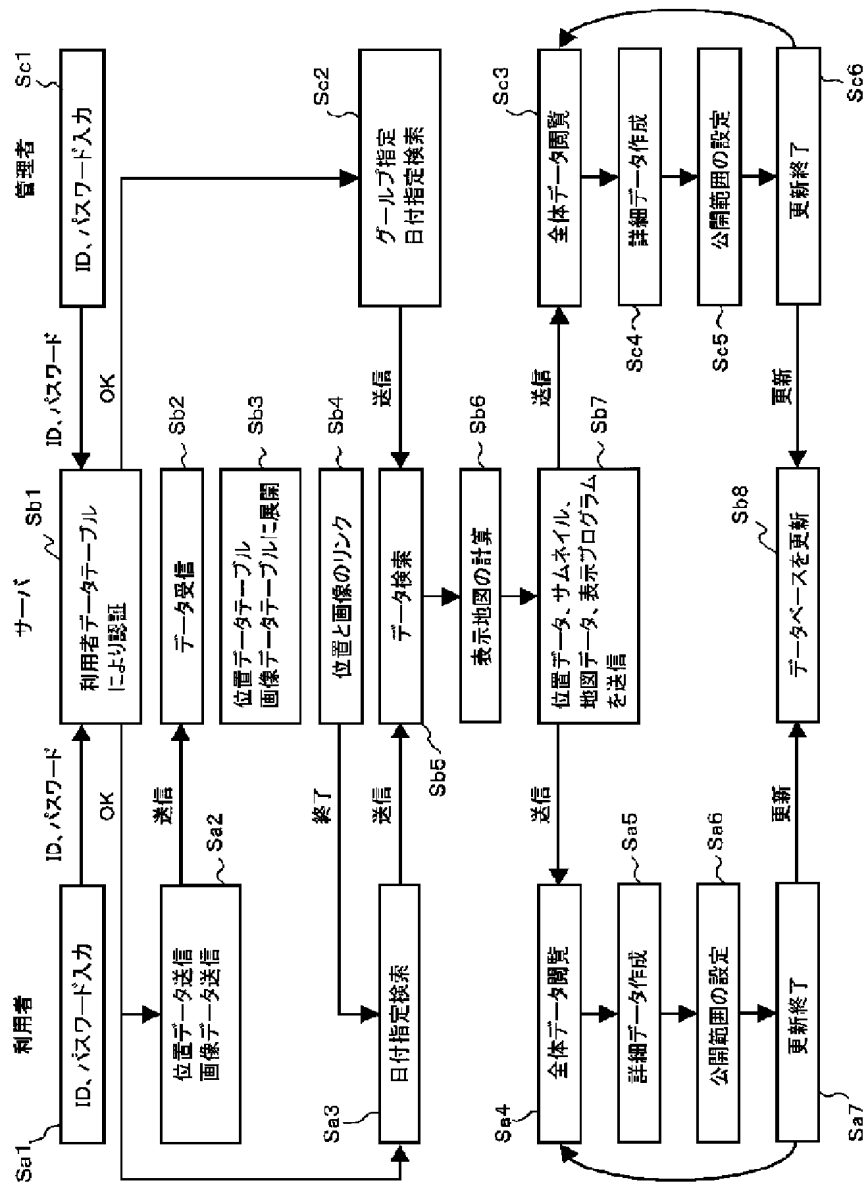 利用者
サーバ
管理者
Sa1
ID、パスワード入力
ID、パスワード
OK
Sb1
利用者データテーブル
により認証
ID、パスワード
OK
Sc1
ID、パスワード入力
位置データ送信
画像データ送信
Sa2
送信
データ受信
Sb2
位置データテーブル
画像データテーブルに展開
Sb3
位置と画像のリンク
Sb4
終了
Sa3
日付指定検索
送信
データ検索
Sb5
送信
グールプ指定
日付指定検索
Sc2
表示地図の計算
Sb6
位置データ、サムネイル、
地図データ、表示プログラム
を送信
Sb7
送信
送信
Sa4
全体データ閲覧
詳細データ作成
Sa5
公開範囲の設定
Sa6
更新終了
Sa7
更新
データベースを更新
Sb8
更新
全体データ閲覧
Sc3
詳細データ作成
Sc4
公開範囲の設定
Sc5
更新終了
Sc6